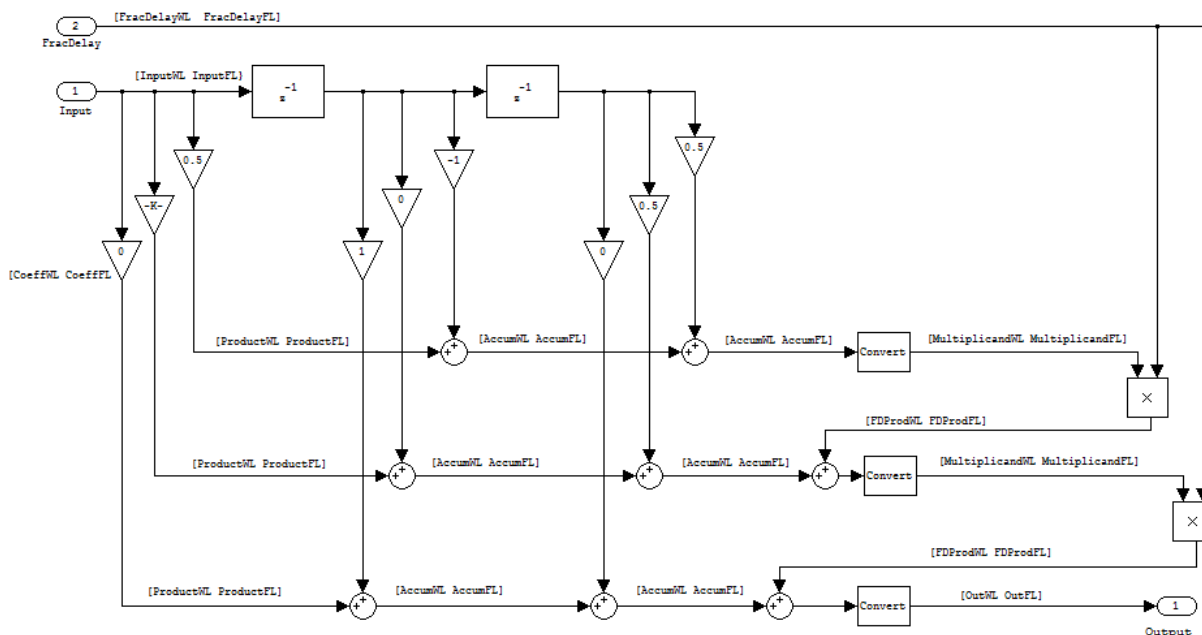 [FracDelayWL FracDelayFL]
2
FracDelay
[InputWL InputFL]
1
Input
-1
z
-1
z
0.5
-K-
0
1
0
-1
0
0.5
0.5
[CoeffWL CoeffFL
[ProductWL ProductFL]
++
[AccumWL AccumFL]
++
[AccumWL AccumFL]
Convert
[MultiplicandWL MultiplicandFL]
×
[FDProdWL FDProdFL]
[ProductWL ProductFL]
++
[AccumWL AccumFL]
++
[AccumWL AccumFL]
++
Convert
[MultiplicandWL MultiplicandFL]
×
[FDProdWL FDProdFL]
[ProductWL ProductFL]
++
[AccumWL AccumFL]
++
[AccumWL AccumFL]
++
Convert
[OutWL OutFL]
1
Output